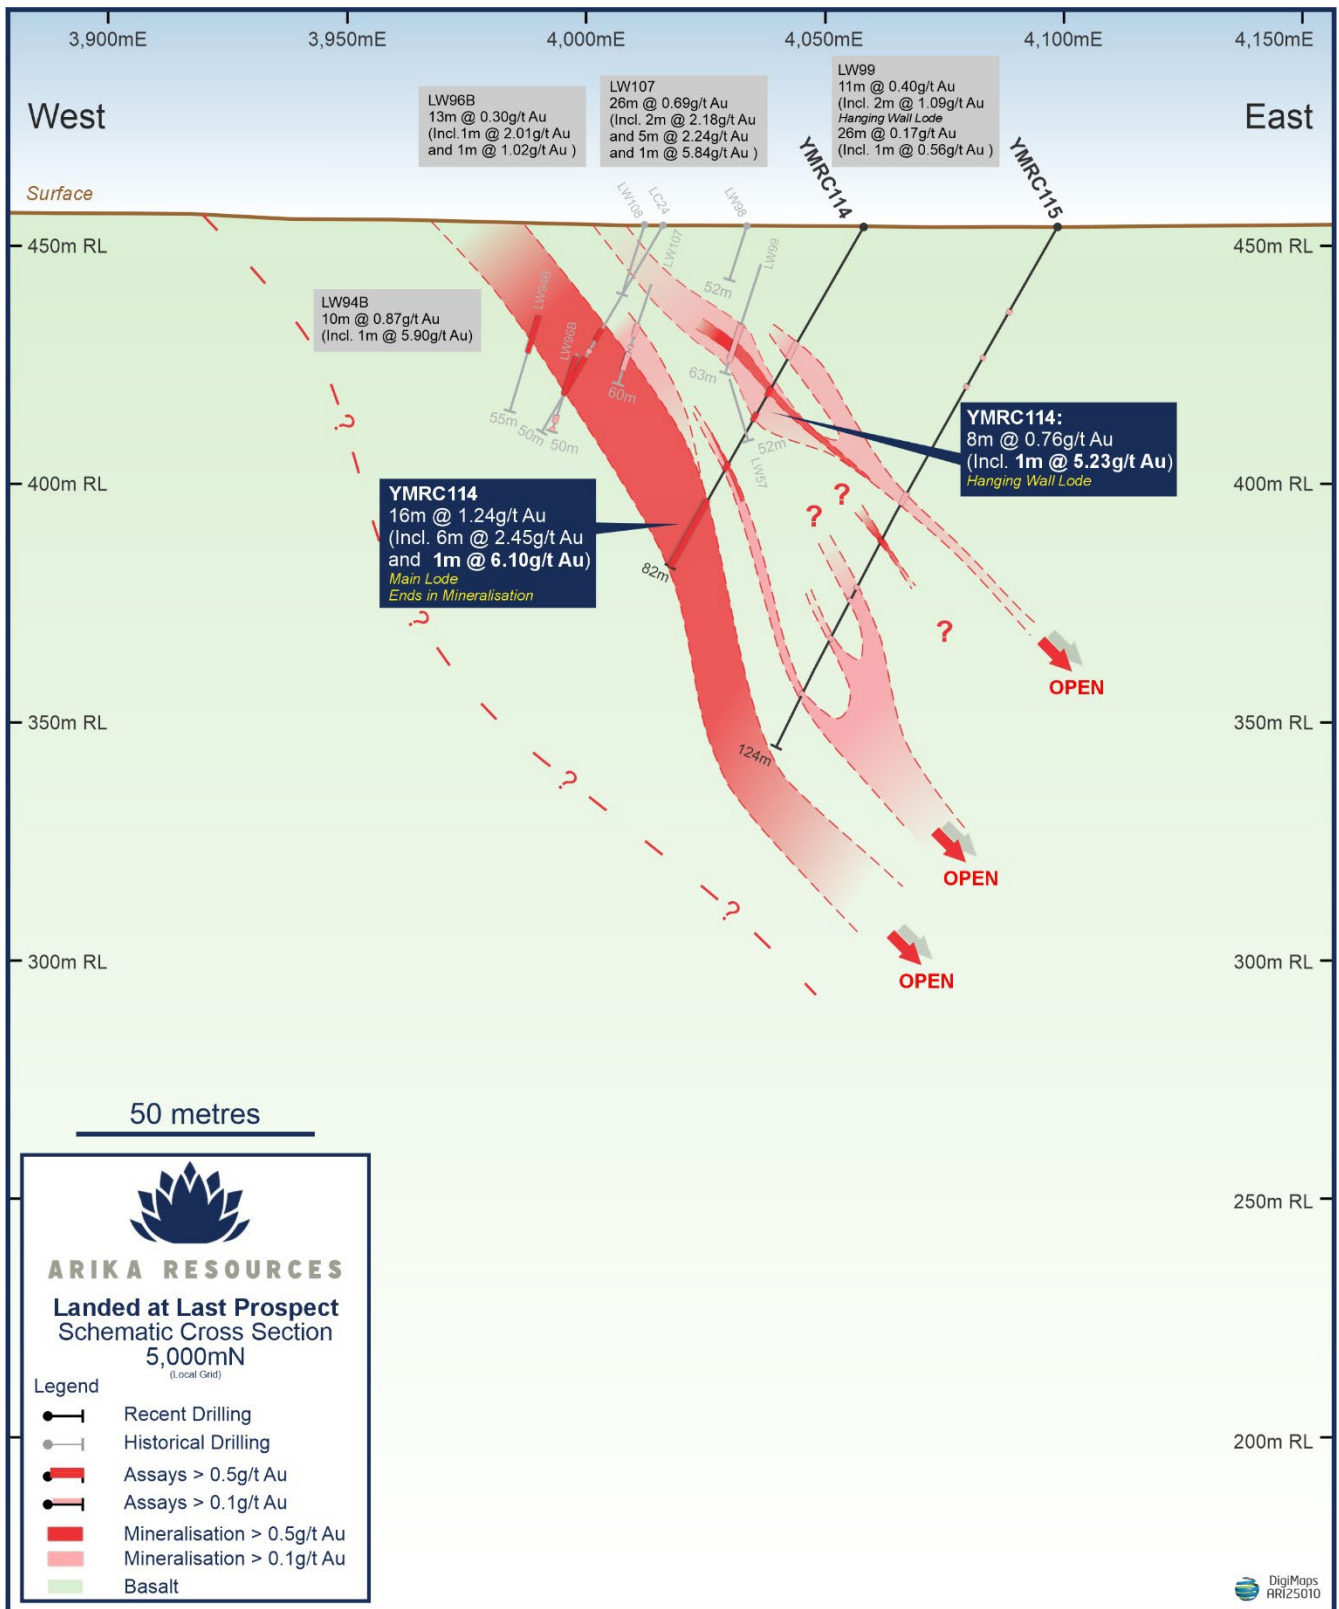 3,900mE
3,950mE
4,000mE
4,050mE
4,100mE
4,150mE
West
East
LW96B
13m @ 0.30g/t Au
(Incl.1m @ 2.01g/t Au
and 1m @ 1.02g/t Au )
LW107
26m @ 0.69g/t Au
(Incl. 2m @ 2.18g/t Au
and 5m @ 2.24g/t Au
and 1m @ 5.84g/t Au )
LW99
11m @ 0.40g/t Au
(Incl. 2m @ 1.09g/t Au
Hanging Wall Lode
26m @ 0.17g/t Au
(Incl. 1m @ 0.56g/t Au )
YMRC114
YMRC115
Surface
LW108
LC24
LW98
LW107
LW99
450m RL
450m RL
52m
LW94B
10m @ 0.87g/t Au
(Incl. 1m @ 5.90g/t Au)
LW94B
LW96B
63m
60m
55m
50m
50m
52m
LW57
?
YMRC114:
8m @ 0.76g/t Au
(Incl. 1m @ 5.23g/t Au)
Hanging Wall Lode
400m RL
400m RL
YMRC114
16m @ 1.24g/t Au
(Incl. 6m @ 2.45g/t Au
and 1m @ 6.10g/t Au)
Main Lode
Ends in Mineralisation
?
?
82m
?
?
OPEN
350m RL
350m RL
124m
?
OPEN
?
300m RL
300m RL
OPEN
50 metres
250m RL
200m RL
ARIKA RESOURCES
Landed at Last Prospect
Schematic Cross Section
5,000mN
(Local Grid)
Legend
Recent Drilling
Historical Drilling
Assays > 0.5g/t Au
Assays > 0.1g/t Au
Mineralisation > 0.5g/t Au
Mineralisation > 0.1g/t Au
Basalt
DigiMaps
ARI25010